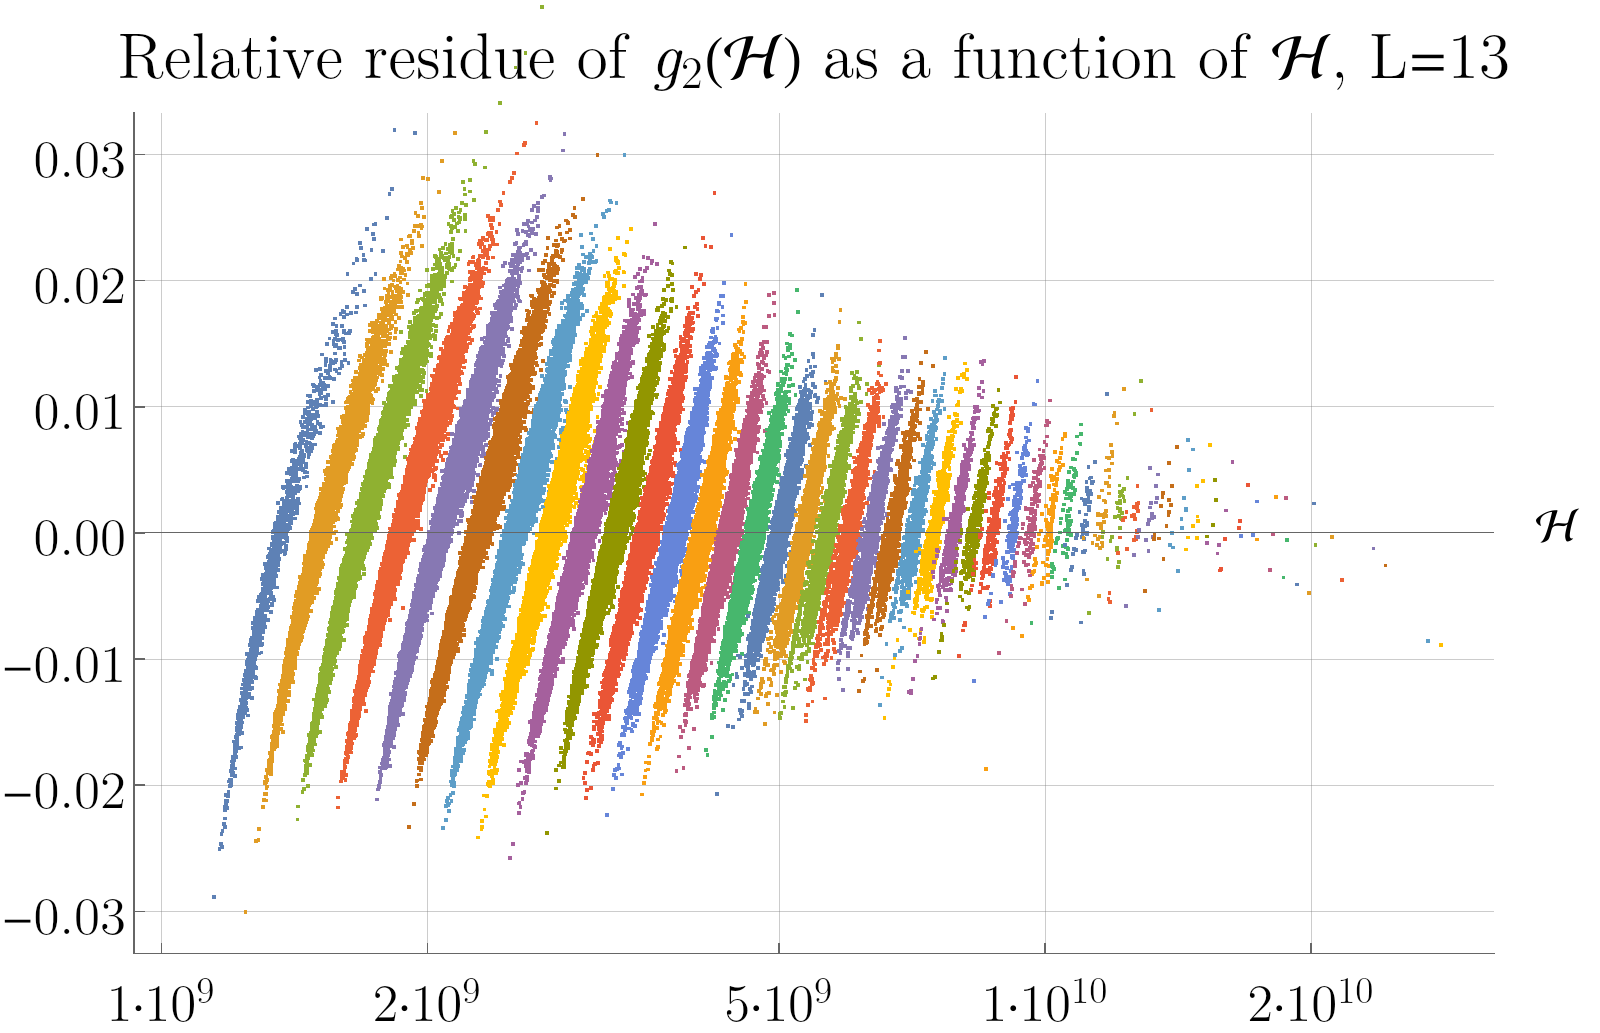 Relative residue of g₂(ℋ) as a function of ℋ, L=13
0.03
0.02
0.01
0.00
ℋ
−0.01
−0.02
−0.03
1·10⁹ 2·10⁹ 5·10⁹ 1·10¹⁰ 2·10¹⁰